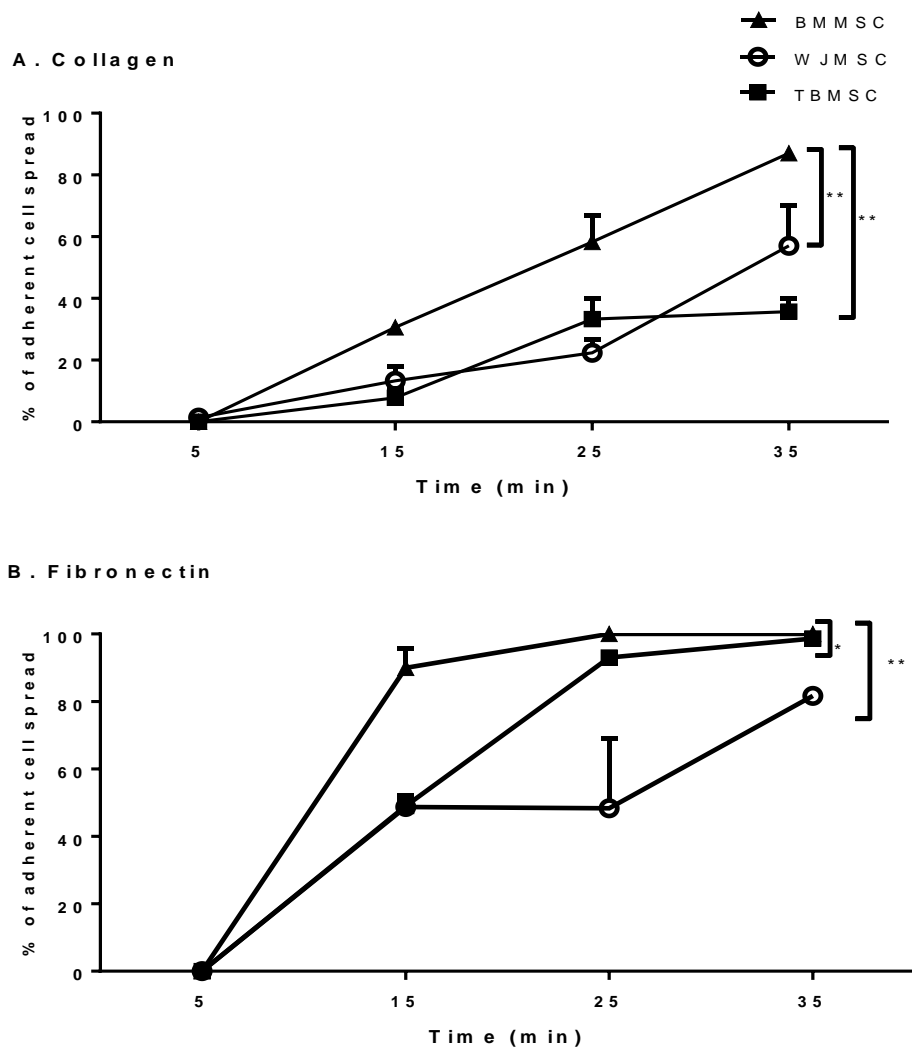 BMMSC
WJMSC
TBMSC
A. Collagen
% of adherent cell spread
100
80
60
40
20
0
**
**
5 15 25 35
Time (min)
B. Fibronectin
% of adherent cell spread
100
80
60
40
20
0
*
**
5 15 25 35
Time (min)